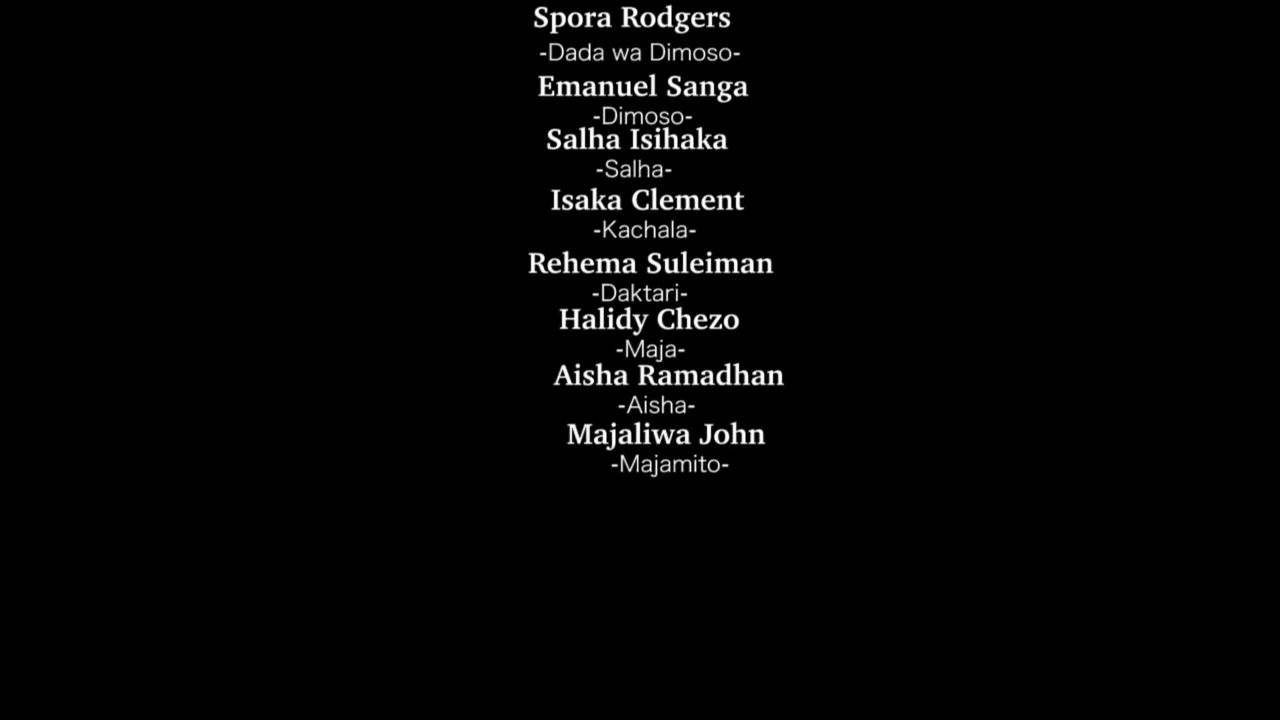 Spora Rodgers
-Dada wa Dimoso-
Emanuel Sanga
-Dimoso-
Salha Isihaka
-Salha-
Isaka Clement
-Kachala-
Rehema Suleiman
-Daktari-
Halidy Chezo
-Maja-
Aisha Ramadhan
-Aisha-
Majaliwa John
-Majamito-